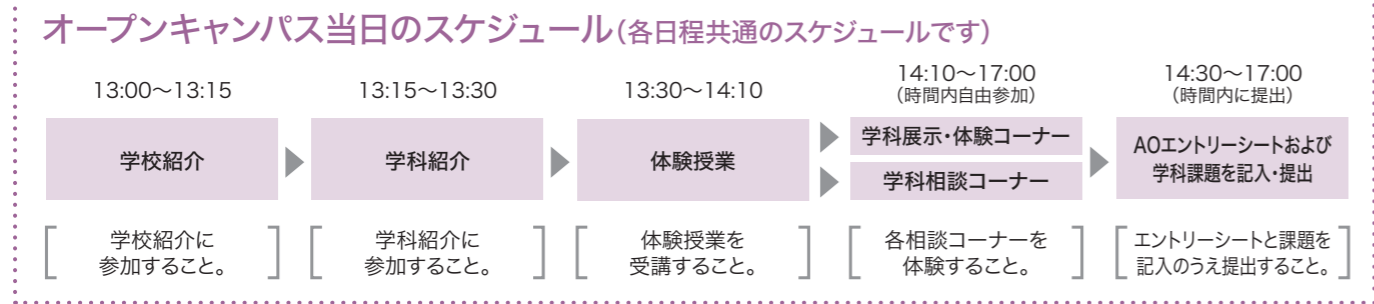 オープンキャンパス当日のスケジュール(各日程共通のスケジュールです)
13:00〜13:15
学校紹介
学校紹介に
参加すること。
13:15〜13:30
学科紹介
学科紹介に
参加すること。
13:30〜14:10
体験授業
体験授業を
受講すること。
14:10〜17:00
(時間内自由参加)
学科展示・体験コーナー
学科相談コーナー
各相談コーナーを
体験すること。
14:30〜17:00
(時間内に提出)
AOエントリーシートおよび
学科課題を記入・提出
エントリーシートと課題を
記入のうえ提出すること。